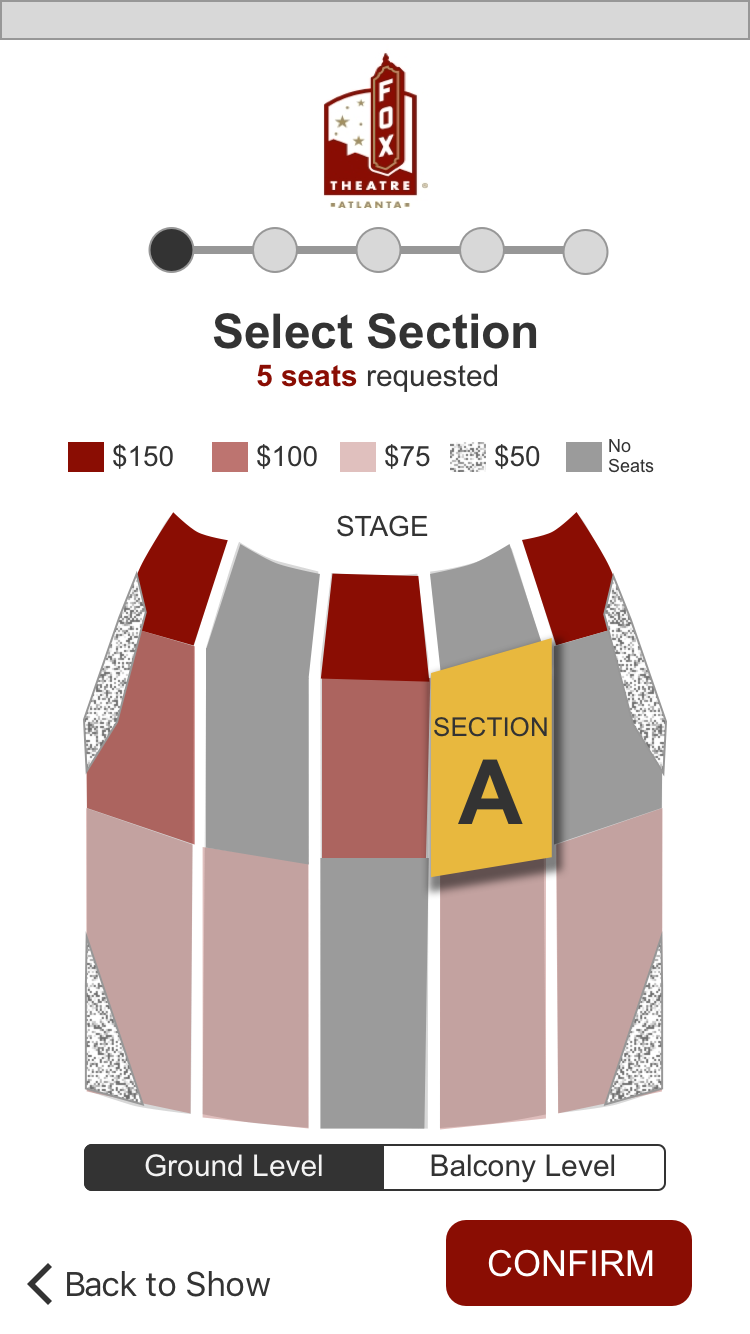 FOX
THEATRE
ATLANTA
Select Section
5 seats requested
$150 $100 $75 $50 No Seats
STAGE
SECTION
A
Ground Level Balcony Level
Back to Show
CONFIRM